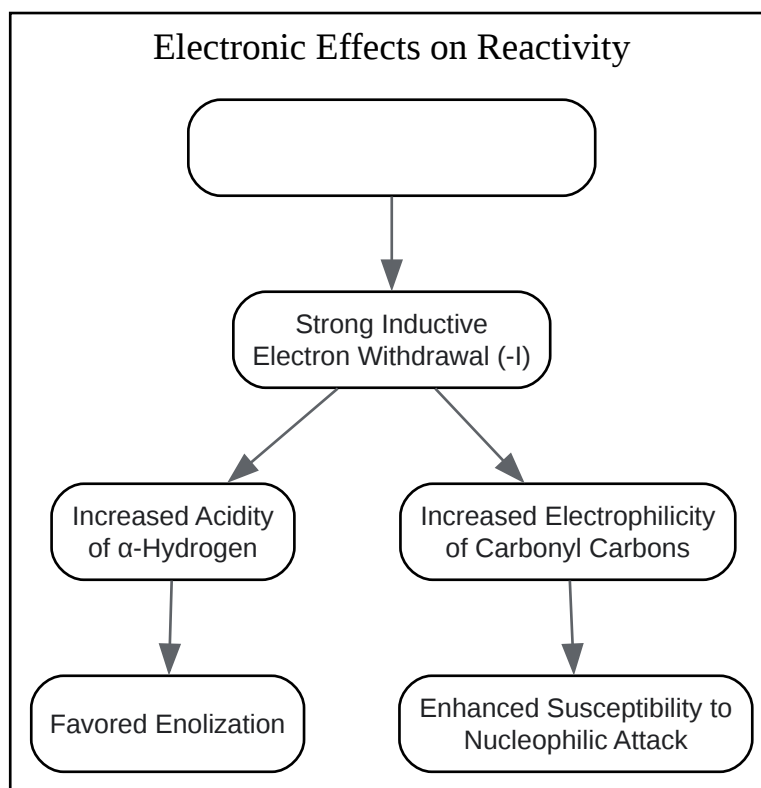 Electronic Effects on Reactivity
Strong Inductive
Electron Withdrawal (-I)
Increased Acidity
of α-Hydrogen
Increased Electrophilicity
of Carbonyl Carbons
Favored Enolization
Enhanced Susceptibility to
Nucleophilic Attack